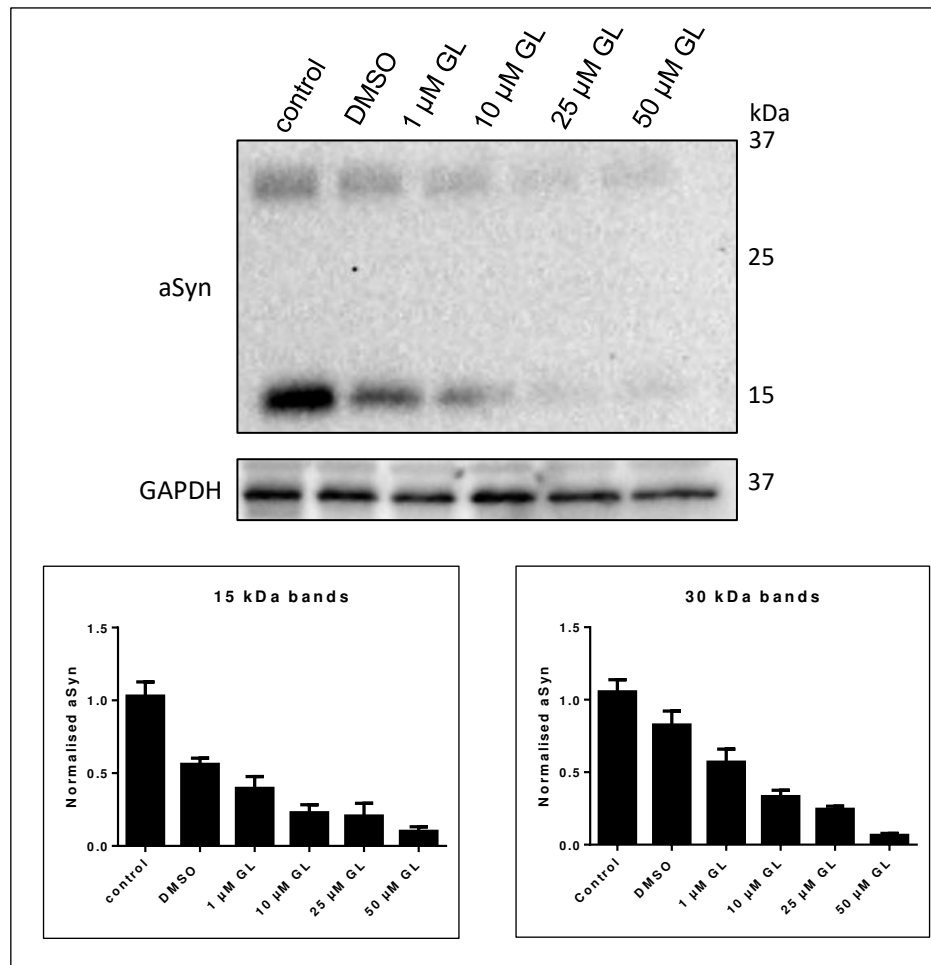 control DMSO 1 µM GL 10 µM GL 25 µM GL 50 µM GL
kDa
37
25
aSyn
15
GAPDH
37
15 kDa bands
1.5
1.0
0.5
0.0
Normalised aSyn
control DMSO 1 µM GL 10 µM GL 25 µM GL 50 µM GL
30 kDa bands
1.5
1.0
0.5
0.0
Normalised aSyn
Control DMSO 1 µM GL 10 µM GL 25 µM GL 50 µM GL